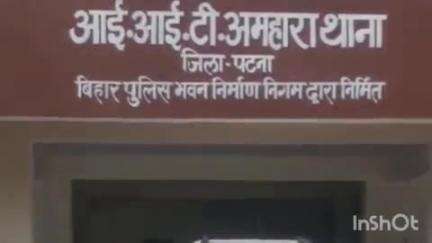 आई.आई.टी.अमहारा थाना
जिला-पटना
बिहार पुलिस भवन निर्माण निगम द्वारा निर्मित
InShOt